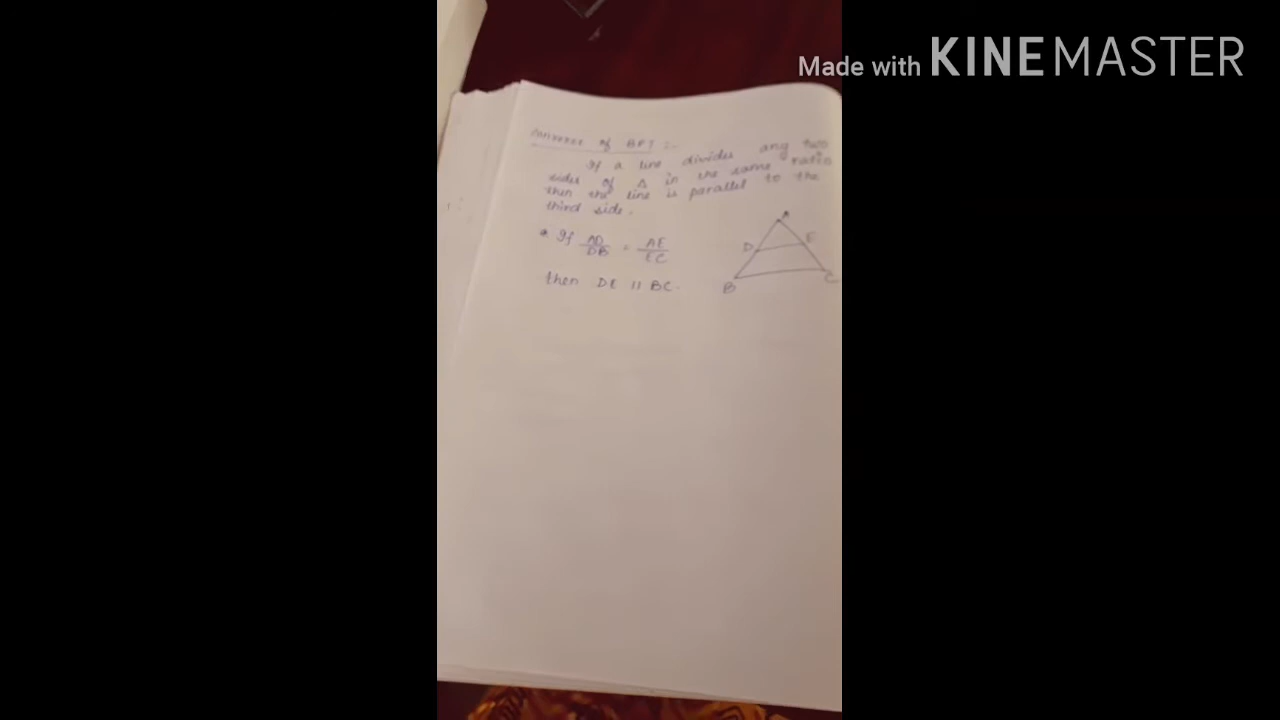 Made with KINEMASTER
Converse of BPT :-
If a line divides any two
sides of Δ in the same ratio
then the line is parallel to the
third side.
* If AD/DB = AE/EC
then DE || BC.
A
D E
B C